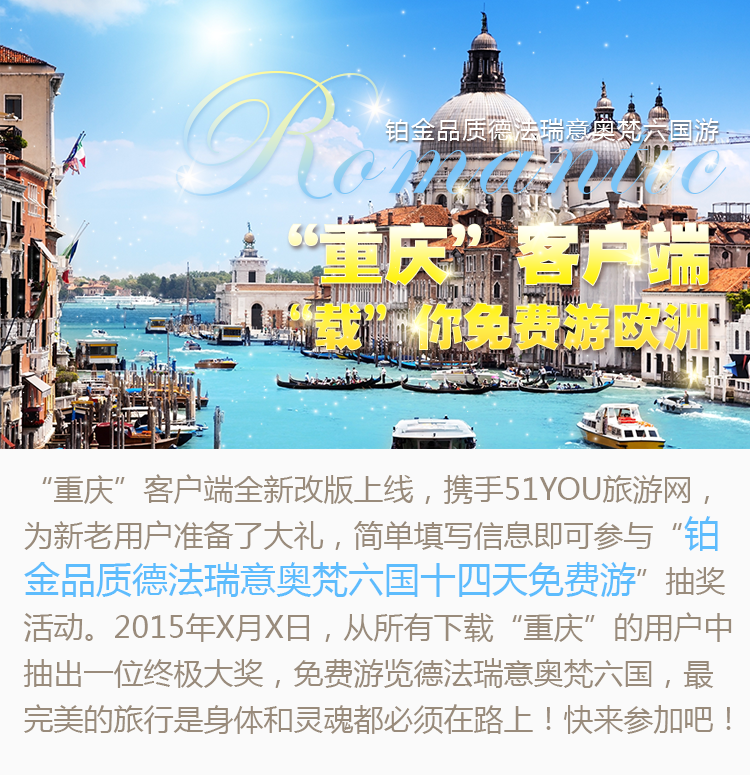 铂金品质德法瑞意奥梵六国游
Romantic
“重庆”客户端
“载”你免费游欧洲
“重庆”客户端全新改版上线，携手51YOU旅游网，
为新老用户准备了大礼，简单填写信息即可参与“铂
金品质德法瑞意奥梵六国十四天免费游”抽奖
活动。2015年X月X日，从所有下载“重庆”的用户中
抽出一位终极大奖，免费游览德法瑞意奥梵六国，最
完美的旅行是身体和灵魂都必须在路上！快来参加吧！